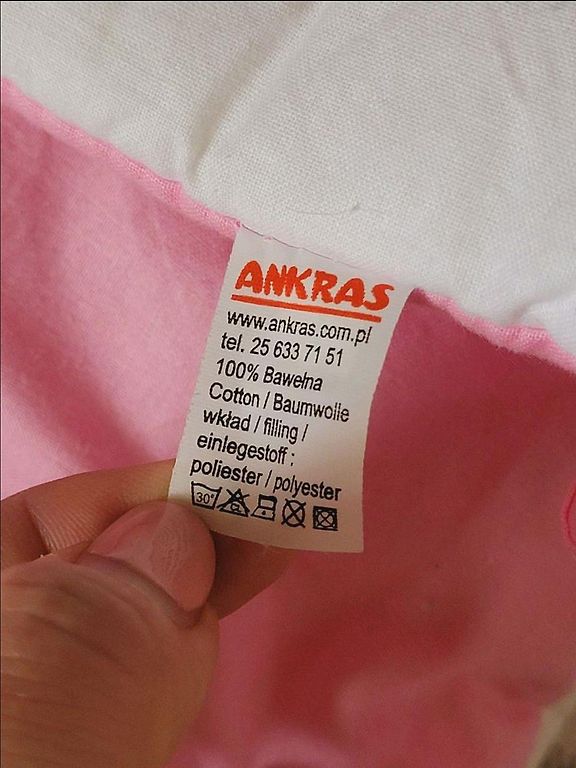 ANKRAS
www.ankras.com.pl
tel. 25 633 71 51
100% Bawełna
Cotton / Baumwolle
wkład / filling /
einlegestoff :
poliester / polyester
30°